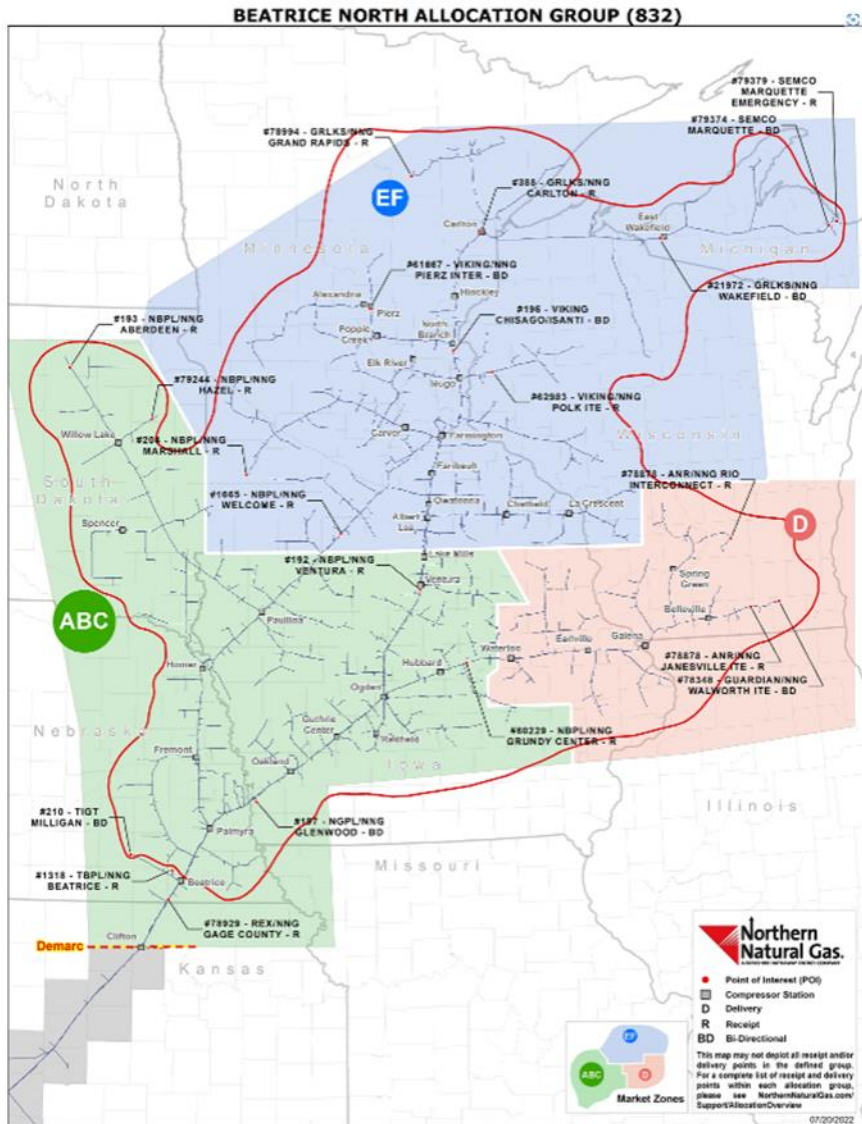 BEATRICE NORTH ALLOCATION GROUP (832)
#79379 - SEMCO
MARQUETTE
EMERGENCY - R
#79374 - SEMCO
MARQUETTE - BD
#78994 - GRLKS/NNG
GRAND RAPIDS - R
North
Dakota
EF
#388 - GRLKS/NNG
CARLTON - R
Carlton
East
Wakefield
Minnesota
Michigan
#61667 - VIKING/NNG
PIERZ INTER - BD
#21972 - GRLKS/NNG
WAKEFIELD - BD
Hinckley
Alexandria
Pierz
#193 - NBPL/NNG
ABERDEEN - R
#196 - VIKING
CHISAGO/ISANTI - BD
North
Branch
Popple
Creek
Elk River
Hugo
#79244 - NBPL/NNG
HAZEL - R
#62983 - VIKING/NNG
POLK ITE - R
Willow Lake
Carver
Farmington
Wisconsin
#204 - NBPL/NNG
MARSHALL - R
Faribault
#78878 - ANR/NNG RIO
INTERCONNECT - R
South
Dakota
#1665 - NBPL/NNG
WELCOME - R
Owatonna
Albert
Lea
Chatfield
La Crescent
Spencer
D
Lake Mills
#192 - NBPL/NNG
VENTURA - R
Ventura
Spring
Green
ABC
Paullina
Belleville
Waterloo
Earlville
Galena
Homer
Hubbard
#78878 - ANR/NNG
JANESVILLE ITE - R
#78348 - GUARDIAN/NNG
WALWORTH ITE - BD
Ogden
Nebraska
Guthrie
Center
#60229 - NBPL/NNG
GRUNDY CENTER - R
Redfield
Fremont
Oakland
Iowa
Illinois
#210 - TIGT
MILLIGAN - BD
#197 - NGPL/NNG
GLENWOOD - BD
Palmyra
Missouri
#1318 - TBPL/NNG
BEATRICE - R
Beatrice
#78929 - REX/NNG
GAGE COUNTY - R
Clifton
Demarc
Kansas
Northern
Natural Gas.
Point of Interest (POI)
Compressor Station
D Delivery
R Receipt
BD Bi-Directional
EF
ABC
D
Market Zones
This map may not depict all receipt and/or
delivery points in the defined group.
For a complete list of receipt and delivery
points within each allocation group,
please see NorthernNaturalGas.com/
Support/AllocationOverview
07/20/2022